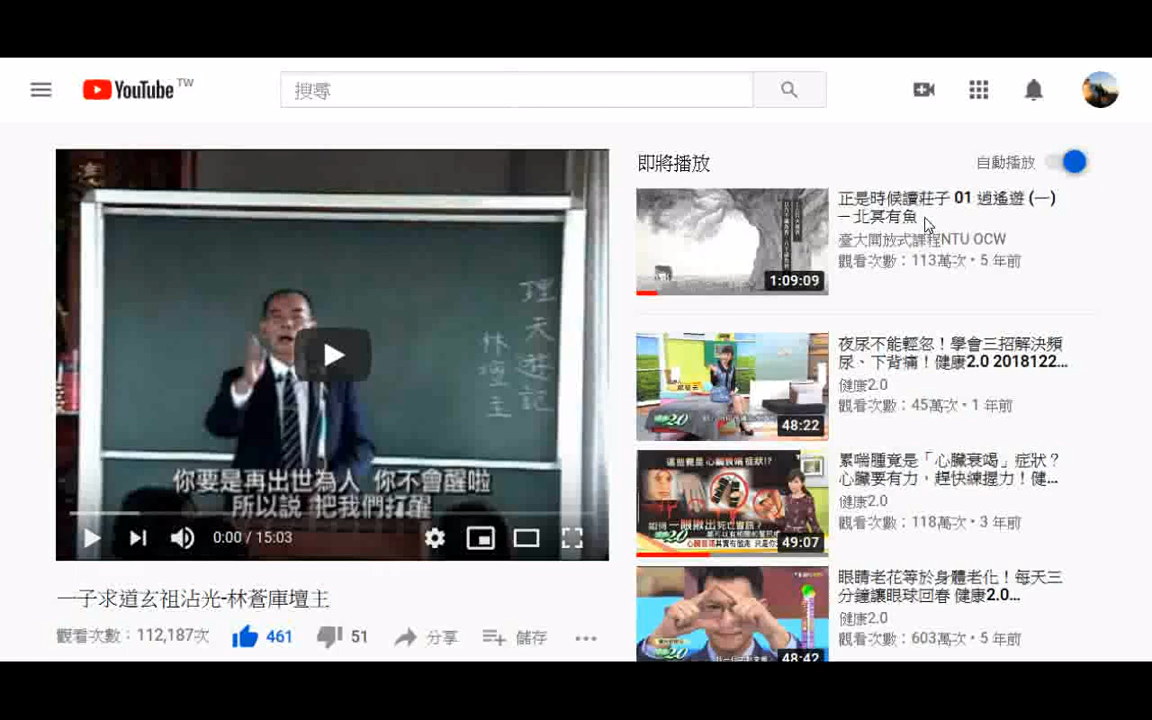 YouTube TW
搜尋
理天遊記
林壇主
你要是再出世為人 你不會醒啦
所以說 把我們打醒
0:00 / 15:03
一子求道玄祖沾光-林蒼庫壇主
觀看次數：112,187次
461
51
分享
儲存
即將播放
自動播放
1:09:09
正是時候讀莊子 01 逍遙遊 (一)
－北冥有魚
臺大開放式課程NTU OCW
觀看次數：113萬次・5 年前
48:22
夜尿不能輕忽！學會三招解決頻
尿、下背痛！健康2.0 2018122...
健康2.0
觀看次數：45萬次・1 年前
49:07
累喘腫竟是「心臟衰竭」症狀？
心臟要有力，趕快練握力！健...
健康2.0
觀看次數：118萬次・3 年前
48:42
眼睛老花等於身體老化！每天三
分鐘讓眼球回春 健康2.0...
健康2.0
觀看次數：603萬次・5 年前